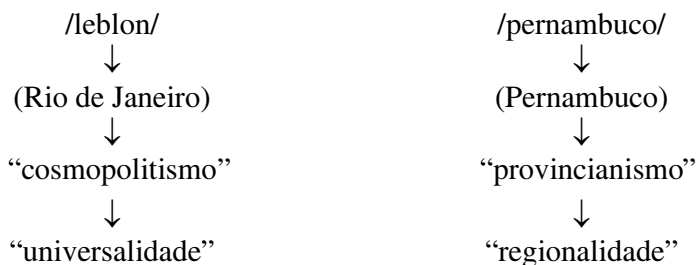 /leblon/ /pernambuco/
↓ ↓
(Rio de Janeiro) (Pernambuco)
↓ ↓
“cosmopolitismo” “provincianismo”
↓ ↓
“universalidade” “regionalidade”